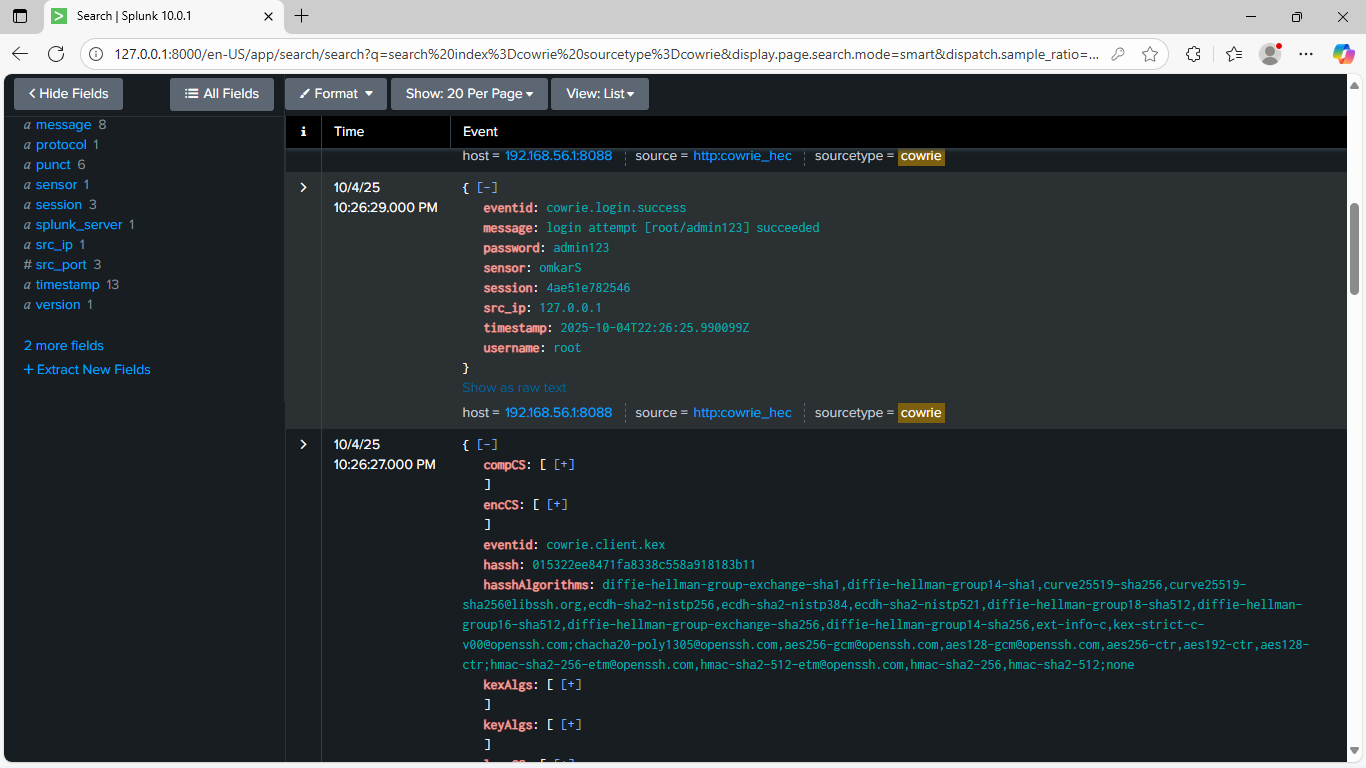 Search | Splunk 10.0.1
127.0.0.1:8000/en-US/app/search/search?q=search%20index%3Dcowrie%20sourcetype%3Dcowrie&display.page.search.mode=smart&dispatch.sample_ratio=...
< Hide Fields
All Fields
Format
Show: 20 Per Page
View: List
i
Time
Event
a message 8
a protocol 1
a punct 6
a sensor 1
a session 3
a splunk_server 1
a src_ip 1
# src_port 3
a timestamp 13
a version 1
2 more fields
+ Extract New Fields
host = 192.168.56.1:8088 source = http:cowrie_hec sourcetype = cowrie
> 10/4/25
10:26:29.000 PM
{ [-]
eventid: cowrie.login.success
message: login attempt [root/admin123] succeeded
password: admin123
sensor: omkarS
session: 4ae51e782546
src_ip: 127.0.0.1
timestamp: 2025-10-04T22:26:25.990099Z
username: root
}
Show as raw text
host = 192.168.56.1:8088 source = http:cowrie_hec sourcetype = cowrie
> 10/4/25
10:26:27.000 PM
{ [-]
compCS: [ [+]
]
encCS: [ [+]
]
eventid: cowrie.client.kex
hassh: 015322ee8471fa8338c558a918183b11
hasshAlgorithms: diffie-hellman-group-exchange-sha1,diffie-hellman-group14-sha1,curve25519-sha256,curve25519-
sha256@libssh.org,ecdh-sha2-nistp256,ecdh-sha2-nistp384,ecdh-sha2-nistp521,diffie-hellman-group18-sha512,diffie-hellman-
group16-sha512,diffie-hellman-group-exchange-sha256,diffie-hellman-group14-sha256,ext-info-c,kex-strict-c-
v00@openssh.com;chacha20-poly1305@openssh.com,aes256-gcm@openssh.com,aes128-gcm@openssh.com,aes256-ctr,aes192-ctr,aes128-
ctr;hmac-sha2-256-etm@openssh.com,hmac-sha2-512-etm@openssh.com,hmac-sha2-256,hmac-sha2-512;none
kexAlgs: [ [+]
]
keyAlgs: [ [+]
]